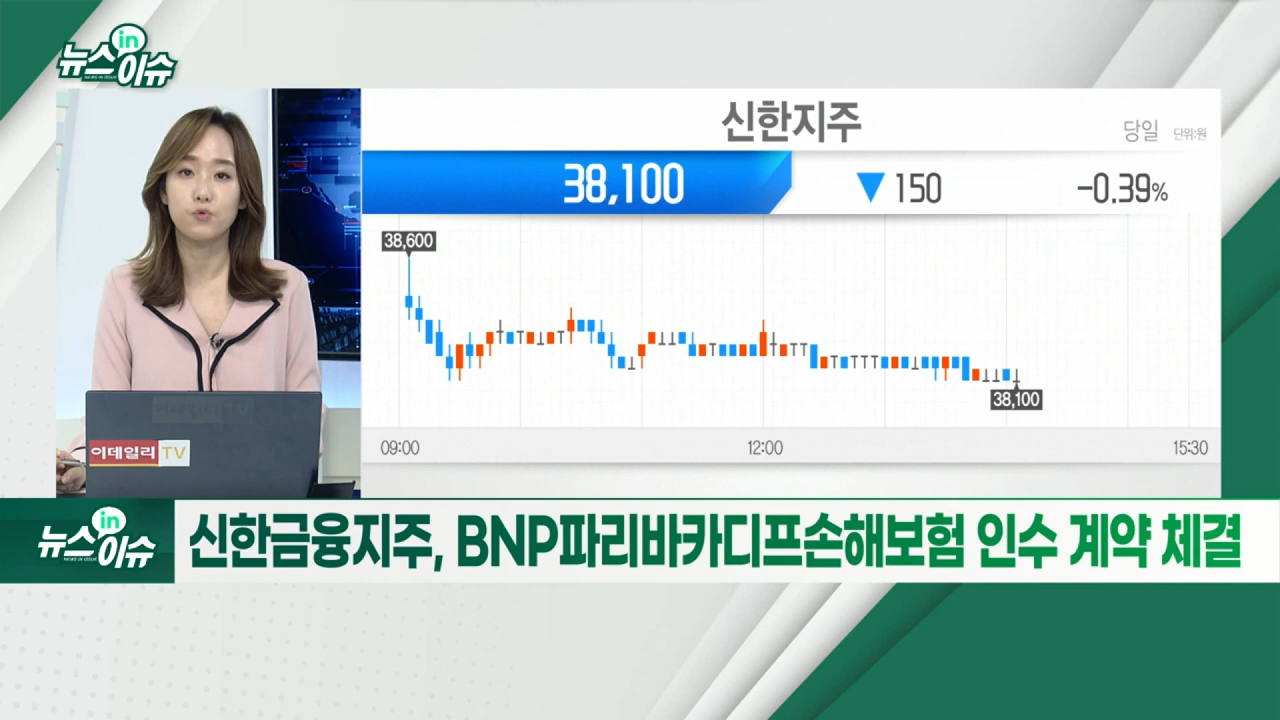 뉴스in이슈
신한지주
당일 단위:원
38,100 ▼150 -0.39%
38,600
38,100
09:00 12:00 15:30
이데일리TV
뉴스in이슈
신한금융지주, BNP파리바카디프손해보험 인수 계약 체결